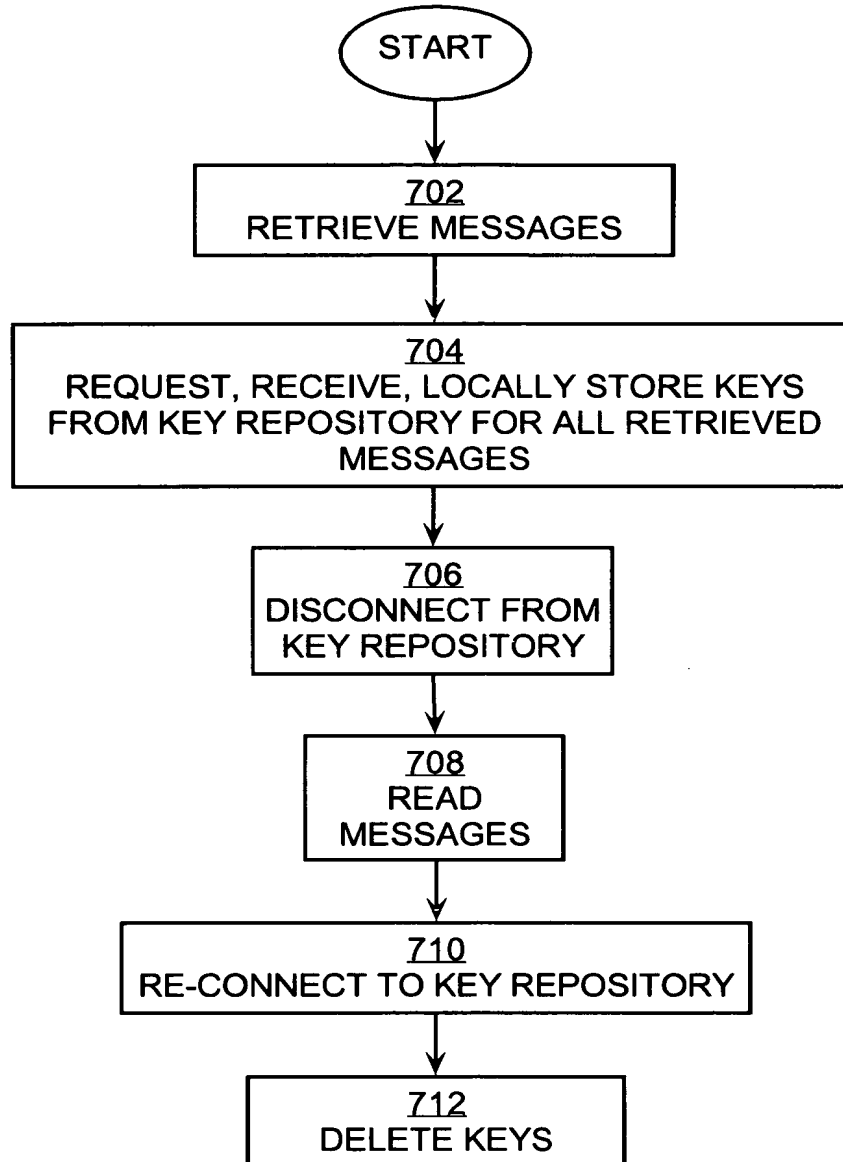 START
702
RETRIEVE MESSAGES
704
REQUEST, RECEIVE, LOCALLY STORE KEYS
FROM KEY REPOSITORY FOR ALL RETRIEVED
MESSAGES
706
DISCONNECT FROM
KEY REPOSITORY
708
READ
MESSAGES
710
RE-CONNECT TO KEY REPOSITORY
712
DELETE KEYS